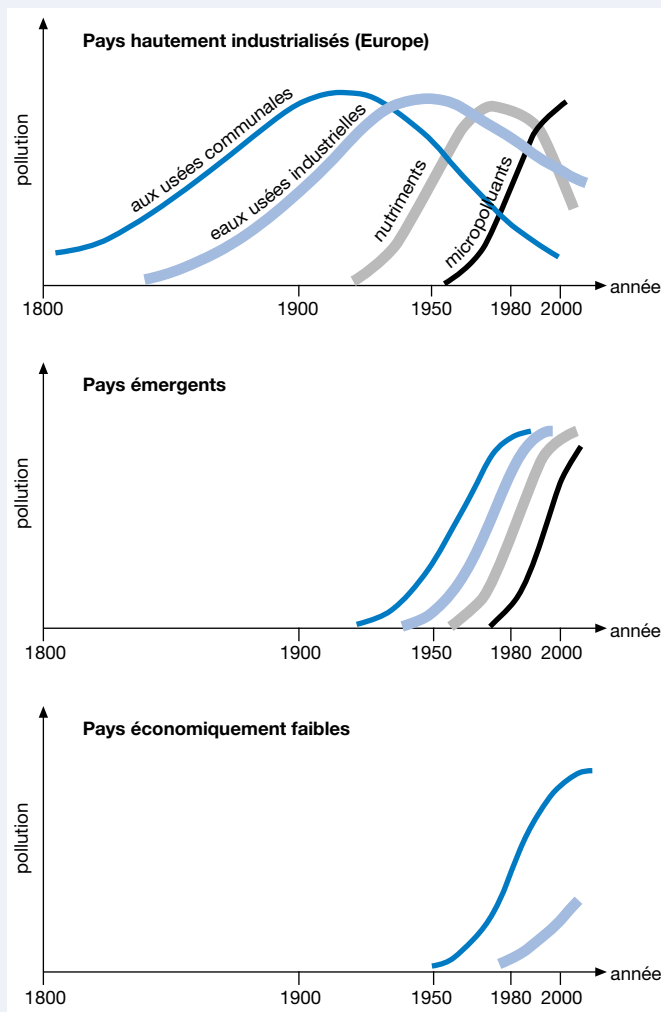 Pays hautement industrialisés (Europe)
pollution
aux usées communales
eaux usées industrielles
nutriments
micropolluants
année
1800 1900 1950 1980 2000
Pays émergents
pollution
année
1800 1900 1950 1980 2000
Pays économiquement faibles
pollution
année
1800 1900 1950 1980 2000